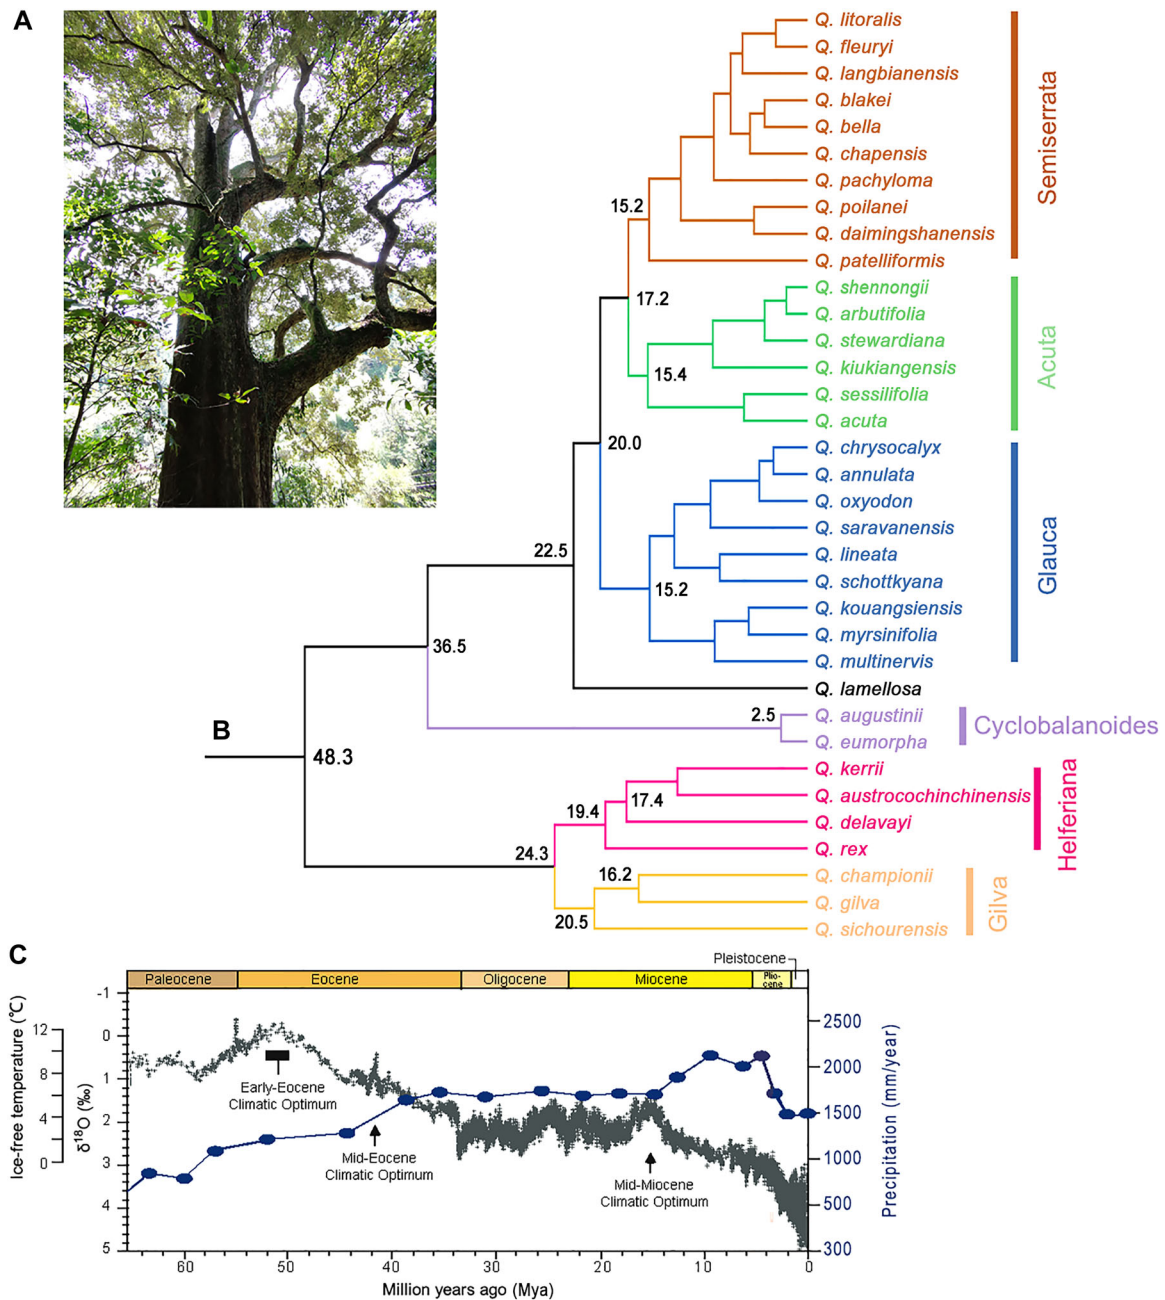 A
Q. litoralis
Q. fleuryi
Q. langbianensis
Q. blakei
Q. bella
Q. chapensis
Q. pachyloma
Q. poilanei
Q. daimingshanensis
Q. patelliformis
Semiserrata
15.2
17.2
Q. shennongii
Q. arbutifolia
Q. stewardiana
Q. kiukiangensis
Q. sessilifolia
Q. acuta
Acuta
15.4
20.0
Q. chrysocalyx
Q. annulata
Q. oxyodon
Q. saravanensis
Q. lineata
Q. schottkyana
Q. kouangsiensis
Q. myrsinifolia
Q. multinervis
Glauca
15.2
22.5
36.5
Q. lamellosa
B
48.3
2.5
Q. augustinii
Q. eumorpha
Cyclobalanoides
Q. kerrii
Q. austrocochinchinensis
Q. delavayi
Q. rex
Helferiana
17.4
19.4
24.3
16.2
20.5
Q. championii
Q. gilva
Q. sichourensis
Gilva
C
Pleistocene
Paleocene
Eocene
Oligocene
Miocene
Plio-
cene
Ice-free temperature (℃)
12
8
4
0
δ18O (‰)
-1
0
1
2
3
4
5
Early-Eocene
Climatic Optimum
Mid-Eocene
Climatic Optimum
Mid-Miocene
Climatic Optimum
2500
2000
1500
1000
500
300
Precipitation (mm/year)
60
50
40
30
20
10
0
Million years ago (Mya)